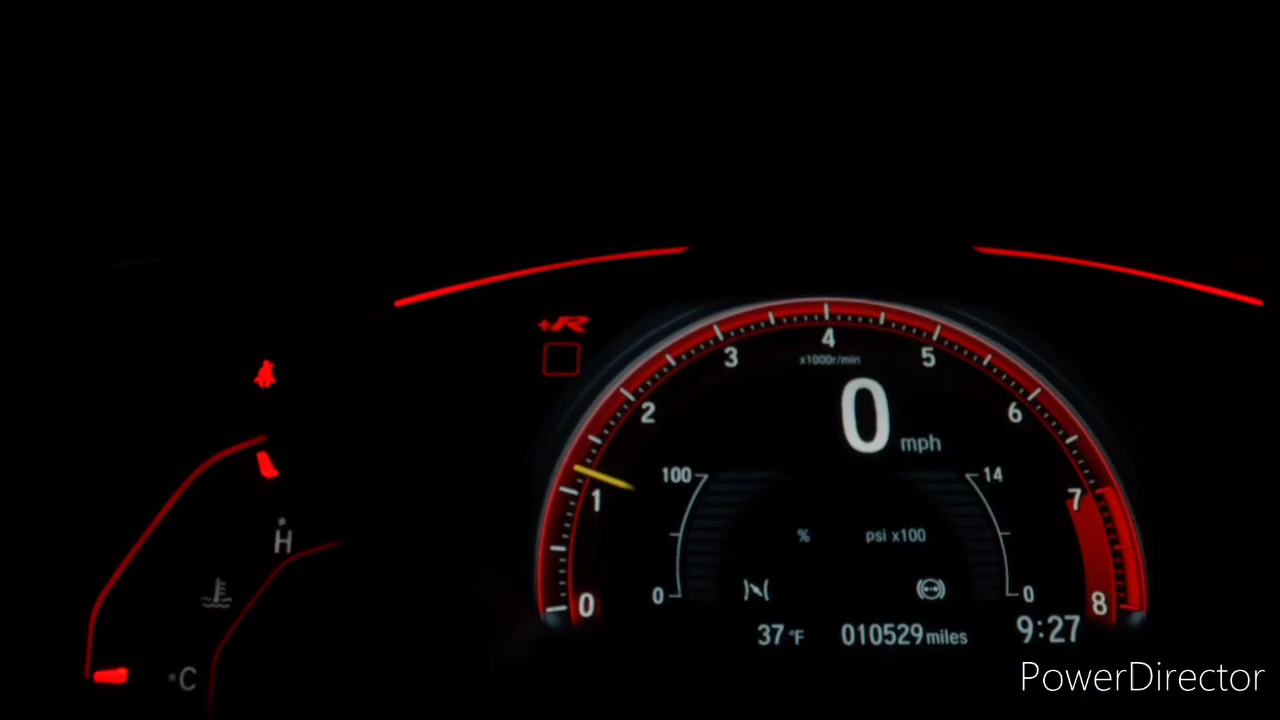 +R
4
3
5
x1000r/min
2
6
0 mph
100
14
1
7
% psi x100
H
0
0
0
8
37 °F 010529 miles 9:27
C
PowerDirector